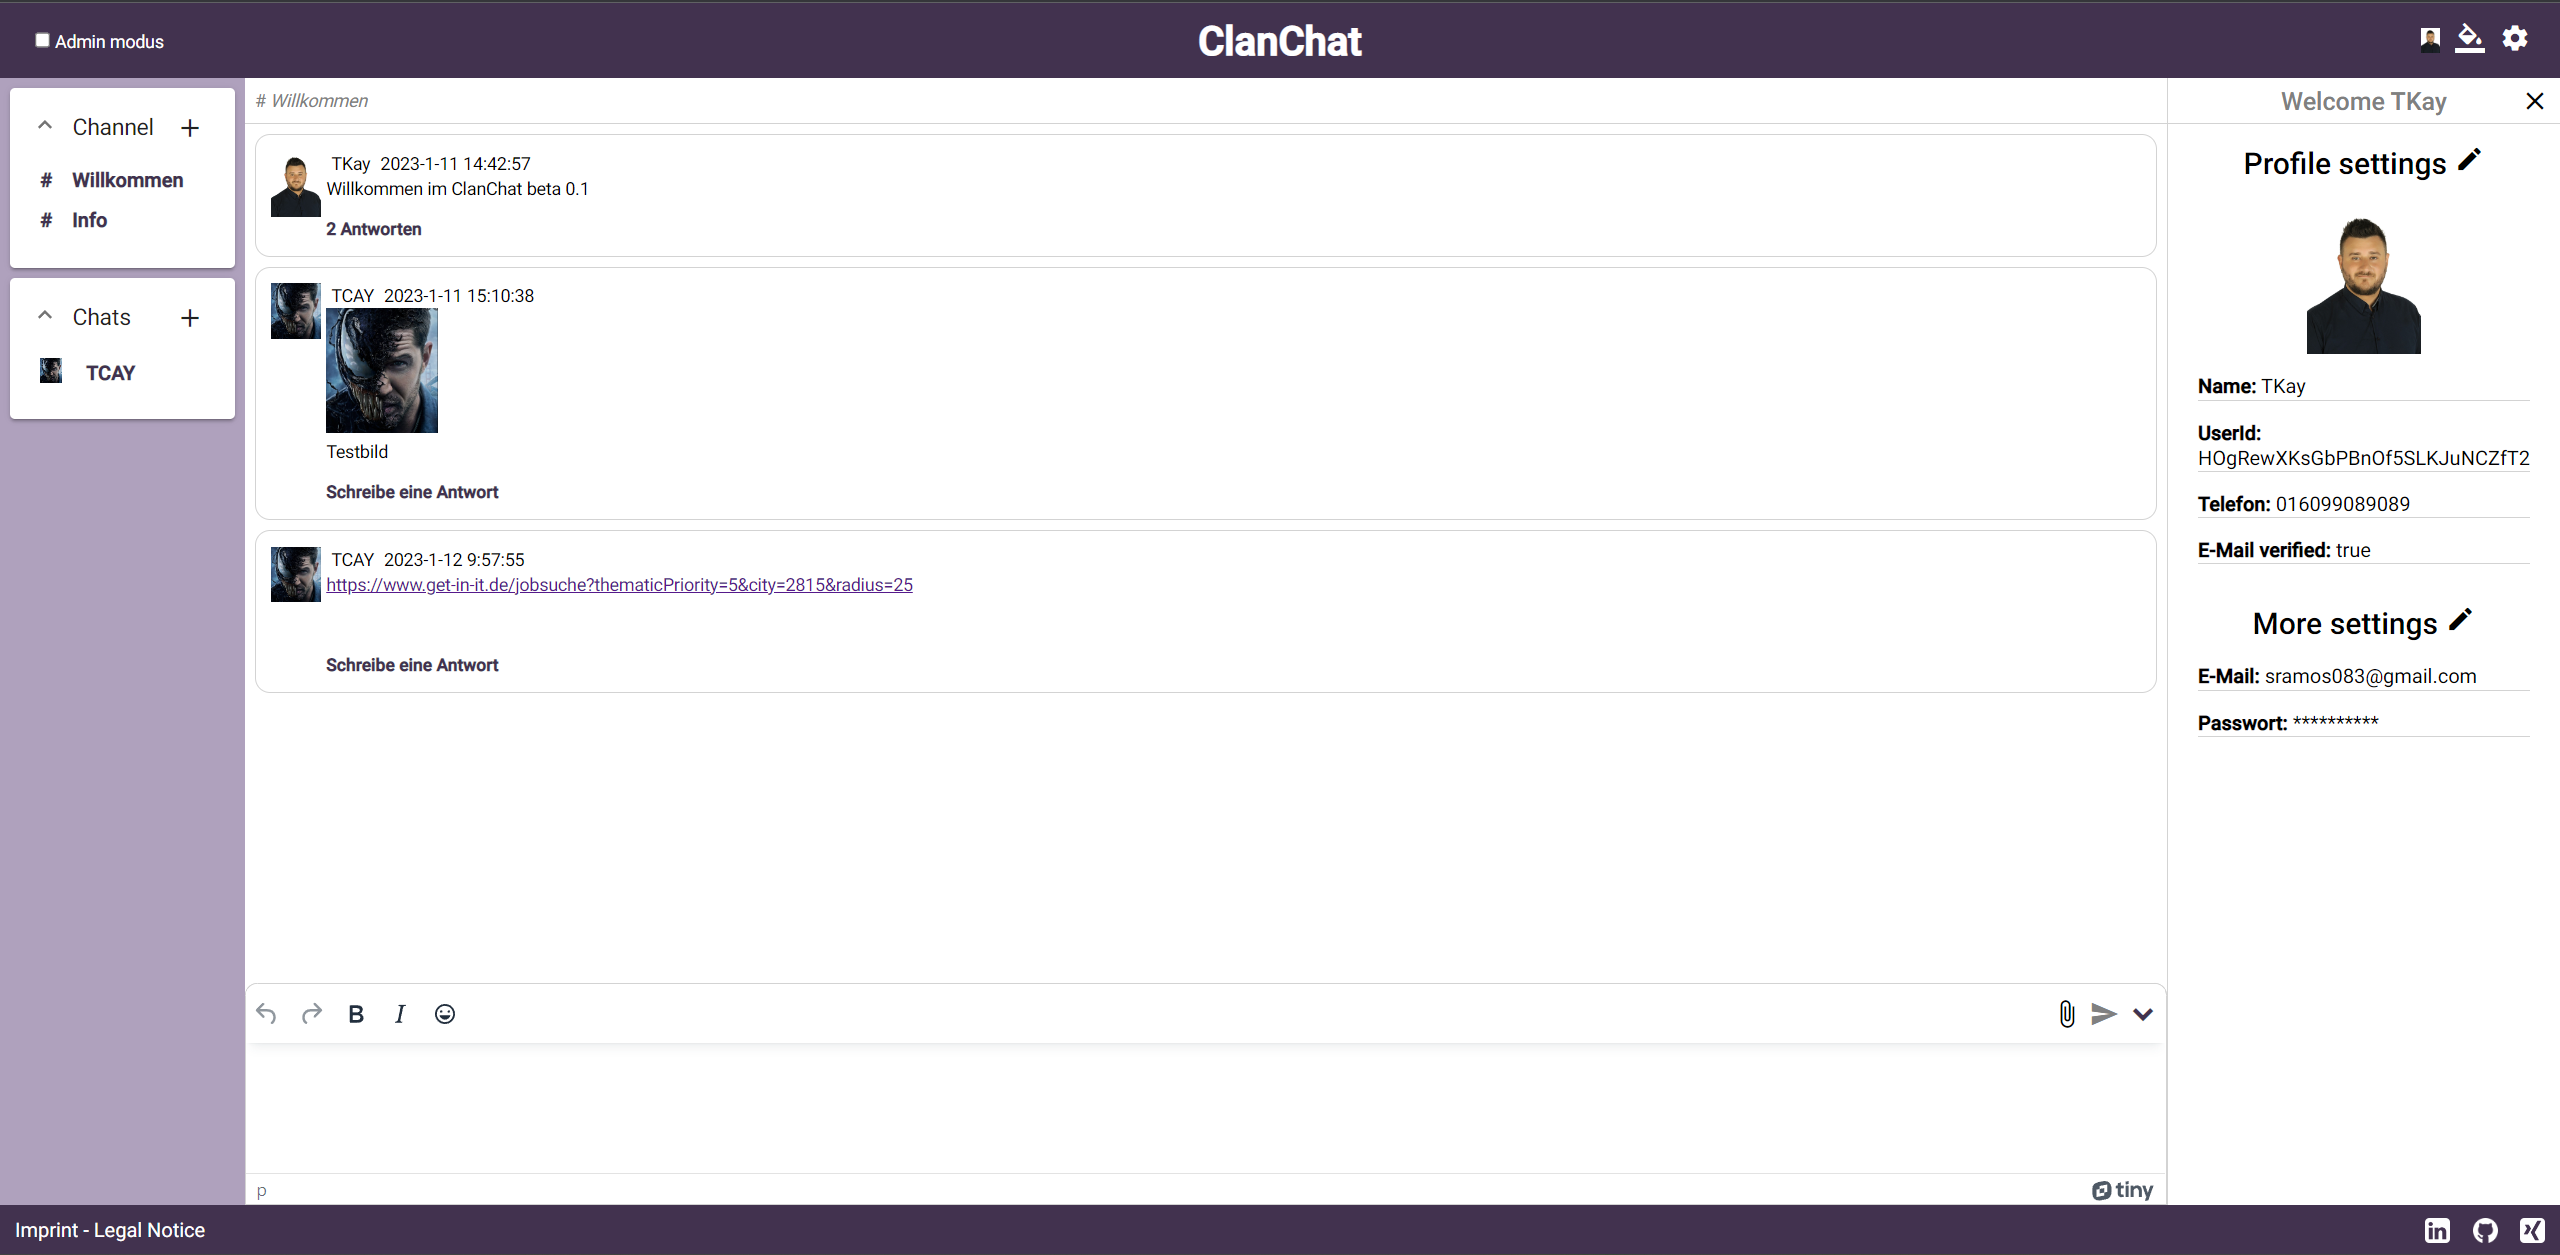 Admin modus
ClanChat
Channel
# Willkommen
# Info
Chats
TCAY
# Willkommen
TKay 2023-1-11 14:42:57
Willkommen im ClanChat beta 0.1
2 Antworten
TCAY 2023-1-11 15:10:38
Testbild
Schreibe eine Antwort
TCAY 2023-1-12 9:57:55
https://www.get-in-it.de/jobsuche?thematicPriority=5&city=2815&radius=25
Schreibe eine Antwort
B I
p
tiny
Welcome TKay
Profile settings
Name: TKay
UserId:
HOgRewXKsGbPBnOf5SLKJuNCZfT2
Telefon: 016099089089
E-Mail verified: true
More settings
E-Mail: sramos083@gmail.com
Passwort: **********
Imprint - Legal Notice
in